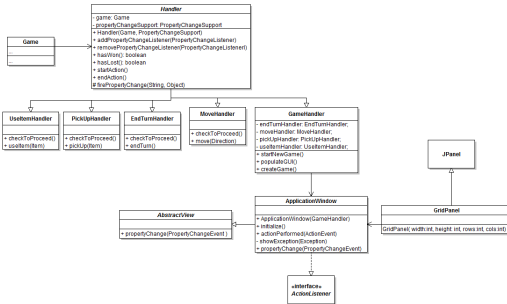 Handler
- game: Game
- propertyChangeSupport: PropertyChangeSupport
+ Handler(Game, PropertyChangeSupport)
+ addPropertyChangeListener(PropertyChangeListener)
+ removePropertyChangeListener(PropertyChangeListenerl)
+ hasWon(): boolean
+ hasLost(): boolean
+ startAction()
+ endAction()
# firePropertyChange(String, Object)
Game
...
...
UseItemHandler
+ checkToProceed()
+ useItem(Item)
PickUpHandler
+ checkToProceed()
+ pickUp(Item)
EndTurnHandler
+ checkToProceed()
+ endTurn()
MoveHandler
+ checkToProceed()
+ move(Direction)
GameHandler
- endTurnHandler: EndTurnHandler;
- moveHandler: MoveHandler;
- pickUpHandler: PickUpHandler;
- useItemHandler: UseItemHandler;
+ startNewGame()
+ populateGUI()
+ createGame()
JPanel
AbstractView
+ propertyChange(PropertyChangeEvent )
ApplicationWindow
+ ApplicationWindow(GameHandler)
+ initialize()
+ actionPerformed(ActionEvent)
- showException(Exception)
+ propertyChange(PropertyChangeEvent)
GridPanel
GridPanel( width:int, height: int, rows:int, cols:int)
«interface»
ActionListener